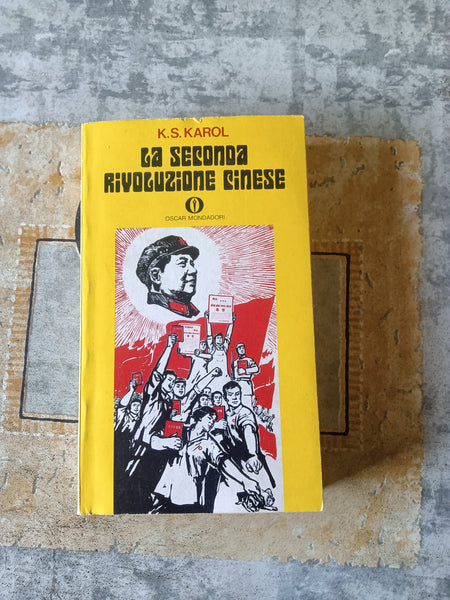 K.S.KAROL
LA SECONDA
RIVOLUZIONE CINESE
OSCAR MONDADORI